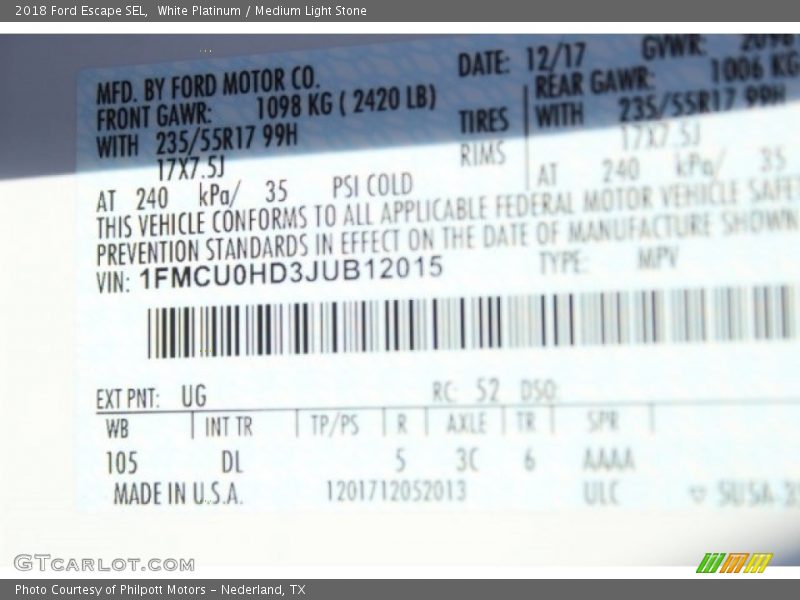 2018 Ford Escape SEL,  White Platinum / Medium Light Stone
MFD. BY FORD MOTOR CO.
DATE: 12/17 GVWR:
FRONT GAWR: 1098 KG ( 2420 LB)
REAR GAWR: 1006 KG
WITH 235/55R17 99H TIRES WITH 235/55R17 99H
17X7.5J RIMS 17X7.5J
AT 240 kPa/ 35 PSI COLD AT 240 kPa/ 35
THIS VEHICLE CONFORMS TO ALL APPLICABLE FEDERAL MOTOR VEHICLE
PREVENTION STANDARDS IN EFFECT ON THE DATE OF MANUFACTURE SHOWN
VIN: 1FMCU0HD3JUB12015 TYPE: MPV
EXT PNT: UG RC: 52 DSO:
WB INT TR TP/PS R AXLE TR SPR
105 DL 5 3C 6 AAAA
MADE IN U.S.A. 1201712052013 ULC
GTCARLOT.COM
Photo Courtesy of Philpott Motors - Nederland, TX